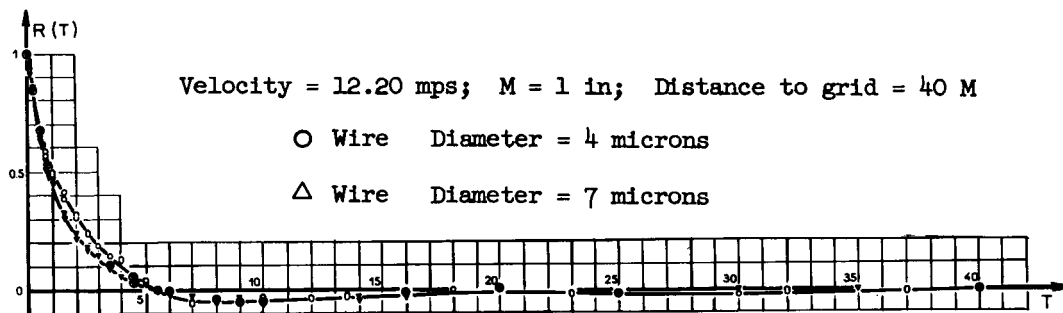 R(T)
1
Velocity = 12.20 mps; M = 1 in; Distance to grid = 40 M
O Wire Diameter = 4 microns
0.5
△ Wire Diameter = 7 microns
0
5
10
15
20
25
30
35
40
T